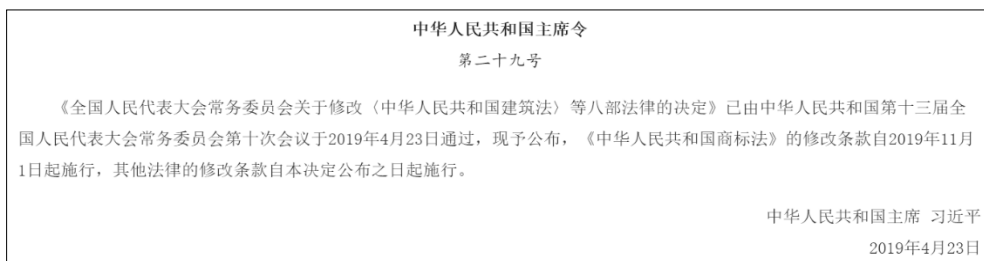 中华人民共和国主席令
第二十九号
《全国人民代表大会常务委员会关于修改〈中华人民共和国建筑法〉等八部法律的决定》已由中华人民共和国第十三届全
国人民代表大会常务委员会第十次会议于2019年4月23日通过，现予公布，《中华人民共和国商标法》的修改条款自2019年11月
1日起施行，其他法律的修改条款自本决定公布之日起施行。
中华人民共和国主席 习近平
2019年4月23日